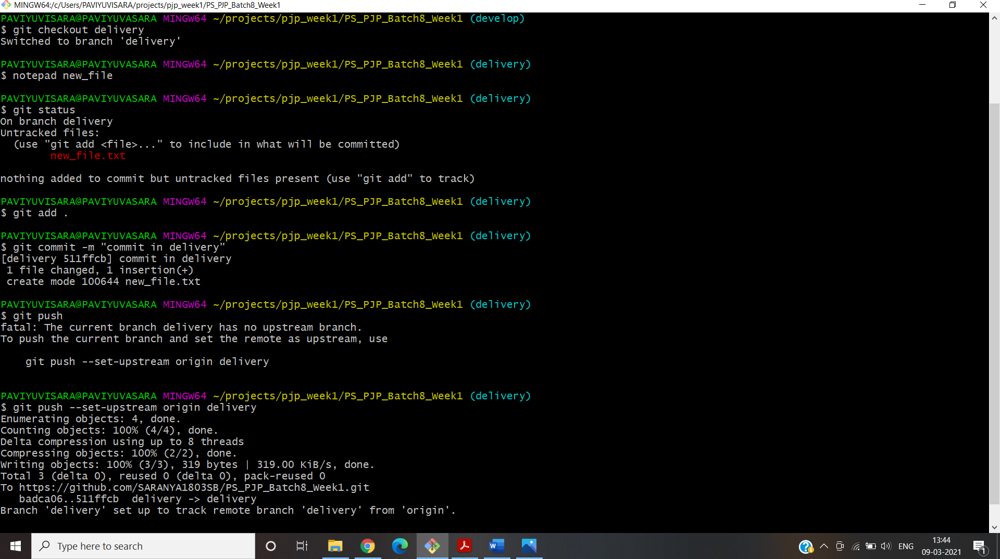 MINGW64:/c/Users/PAVIYUVISARA/projects/pjp_week1/PS_PJP_Batch8_Week1
PAVIYUVISARA@PAVIYUVASARA MINGW64 ~/projects/pjp_week1/PS_PJP_Batch8_Week1 (develop)
$ git checkout delivery
Switched to branch 'delivery'
PAVIYUVISARA@PAVIYUVASARA MINGW64 ~/projects/pjp_week1/PS_PJP_Batch8_Week1 (delivery)
$ notepad new_file
PAVIYUVISARA@PAVIYUVASARA MINGW64 ~/projects/pjp_week1/PS_PJP_Batch8_Week1 (delivery)
$ git status
On branch delivery
Untracked files:
  (use "git add <file>..." to include in what will be committed)
        new_file.txt
nothing added to commit but untracked files present (use "git add" to track)
PAVIYUVISARA@PAVIYUVASARA MINGW64 ~/projects/pjp_week1/PS_PJP_Batch8_Week1 (delivery)
$ git add .
PAVIYUVISARA@PAVIYUVASARA MINGW64 ~/projects/pjp_week1/PS_PJP_Batch8_Week1 (delivery)
$ git commit -m "commit in delivery"
[delivery 511ffcb] commit in delivery
 1 file changed, 1 insertion(+)
 create mode 100644 new_file.txt
PAVIYUVISARA@PAVIYUVASARA MINGW64 ~/projects/pjp_week1/PS_PJP_Batch8_Week1 (delivery)
$ git push
fatal: The current branch delivery has no upstream branch.
To push the current branch and set the remote as upstream, use
    git push --set-upstream origin delivery
PAVIYUVISARA@PAVIYUVASARA MINGW64 ~/projects/pjp_week1/PS_PJP_Batch8_Week1 (delivery)
$ git push --set-upstream origin delivery
Enumerating objects: 4, done.
Counting objects: 100% (4/4), done.
Delta compression using up to 8 threads
Compressing objects: 100% (2/2), done.
Writing objects: 100% (3/3), 319 bytes | 319.00 KiB/s, done.
Total 3 (delta 0), reused 0 (delta 0), pack-reused 0
To https://github.com/SARANYA1803SB/PS_PJP_Batch8_Week1.git
   badca06..511ffcb  delivery -> delivery
Branch 'delivery' set up to track remote branch 'delivery' from 'origin'.
Type here to search
ENG
13:44
09-03-2021
1